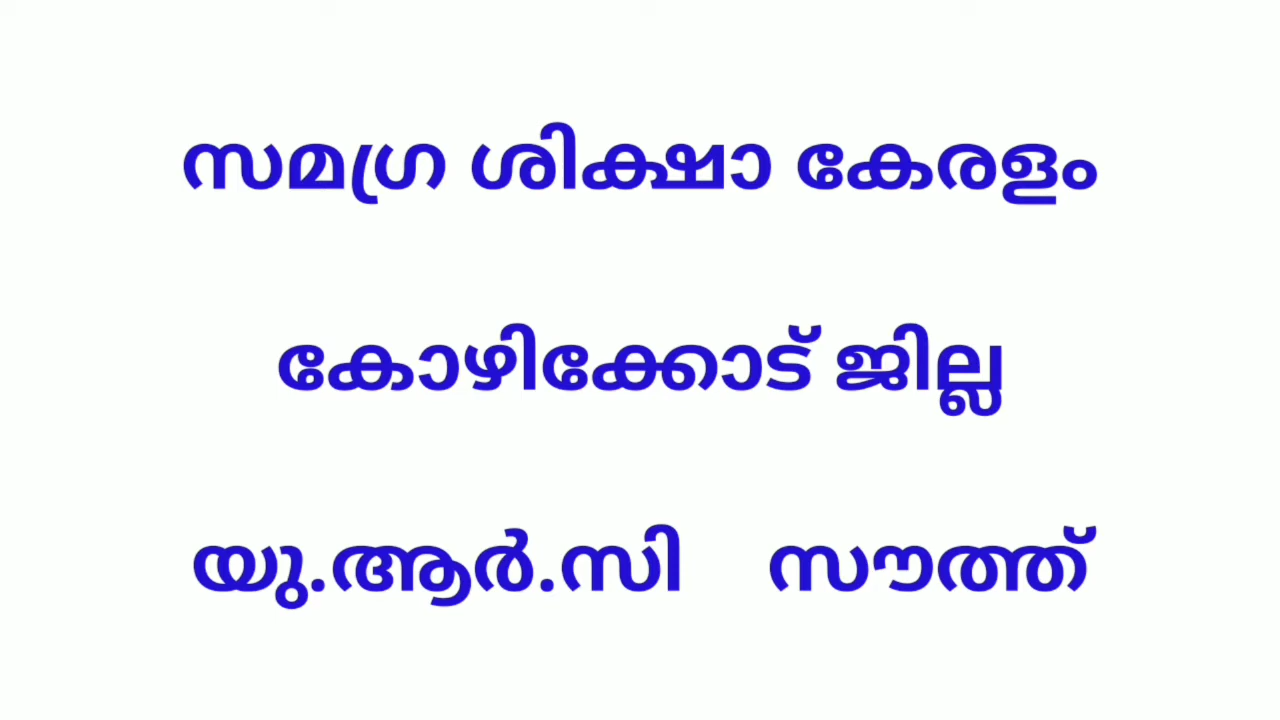 സമഗ്ര ശിക്ഷാ കേരളം
കോഴിക്കോട് ജില്ല
യു.ആർ.സി സൗത്ത്